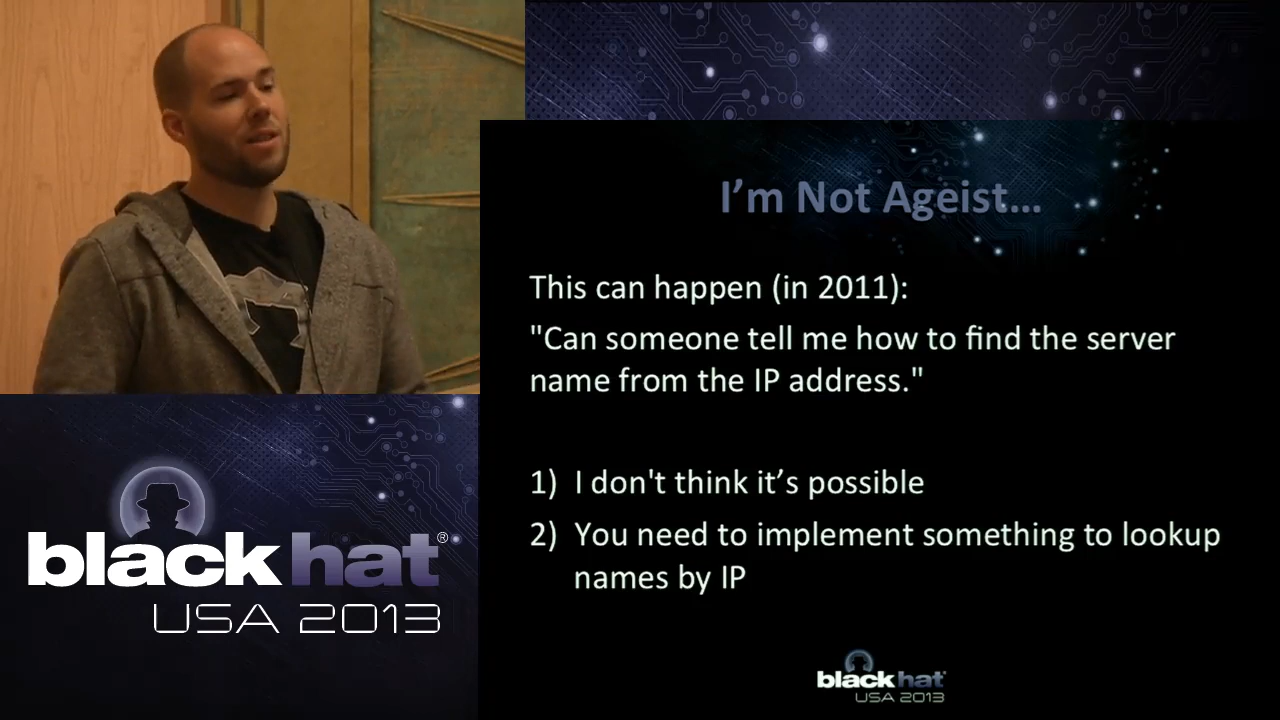 I'm Not Ageist...
This can happen (in 2011):
"Can someone tell me how to find the server
name from the IP address."
1) I don't think it's possible
2) You need to implement something to lookup
names by IP
black hat®
USA 2013
black hat®
USA 2013